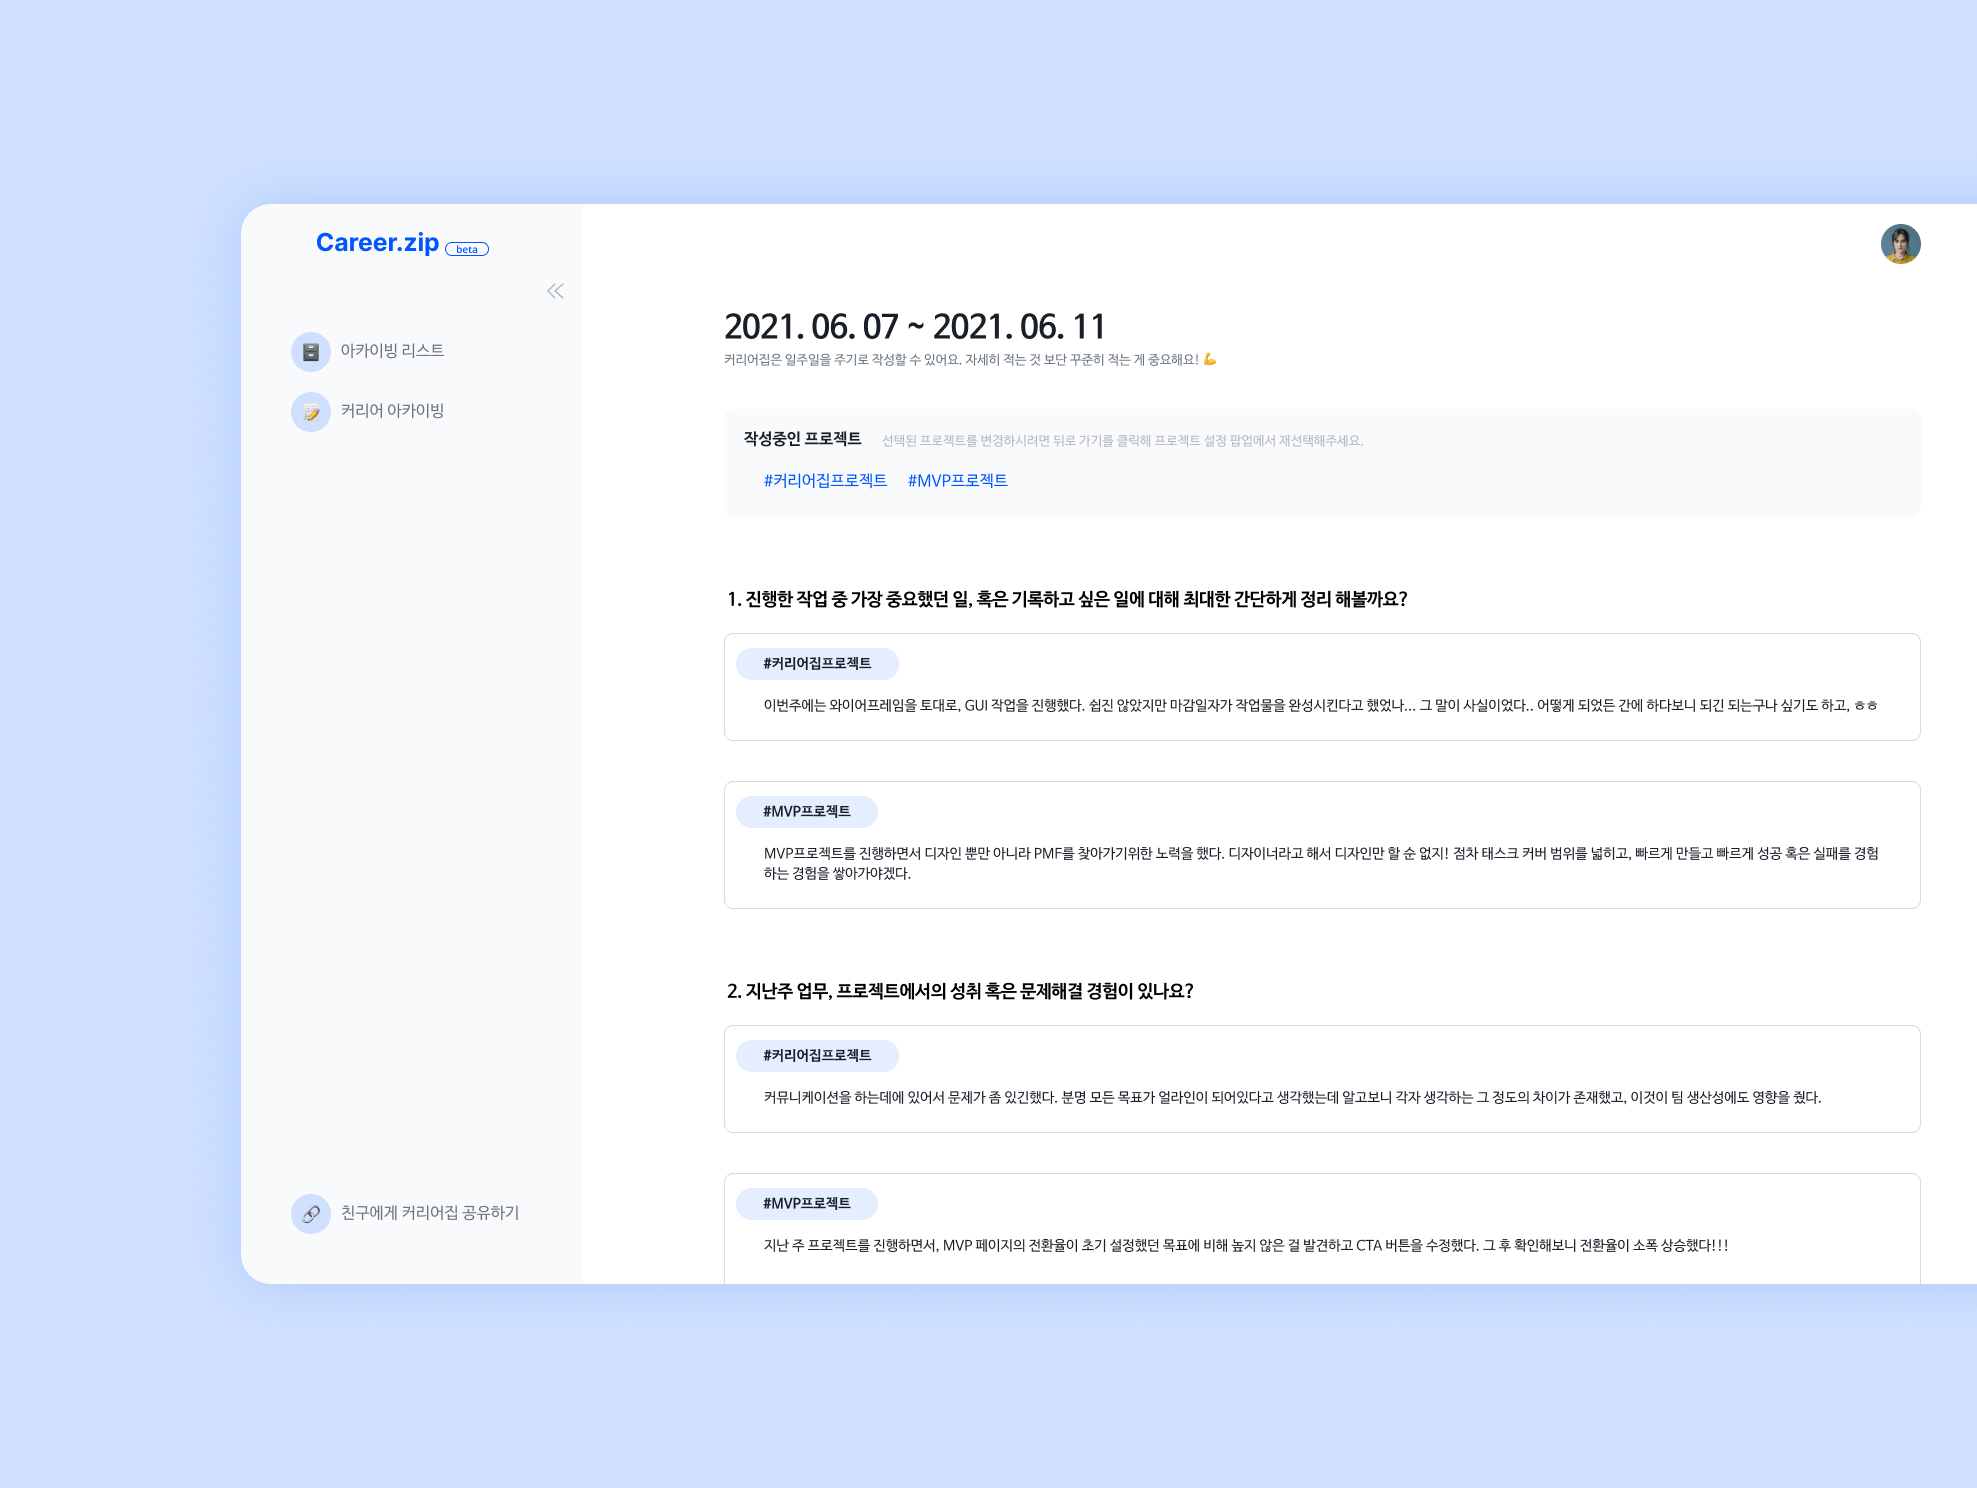 Career.zip beta
아카이빙 리스트
커리어 아카이빙
친구에게 커리어집 공유하기
2021. 06. 07 ~ 2021. 06. 11
커리어집은 일주일을 주기로 작성할 수 있어요. 자세히 적는 것 보단 꾸준히 적는 게 중요해요! 💪
작성중인 프로젝트 선택된 프로젝트를 변경하시려면 뒤로 가기를 클릭해 프로젝트 설정 팝업에서 재선택해주세요.
#커리어집프로젝트 #MVP프로젝트
1. 진행한 작업 중 가장 중요했던 일, 혹은 기록하고 싶은 일에 대해 최대한 간단하게 정리 해볼까요?
#커리어집프로젝트
이번주에는 와이어프레임을 토대로, GUI 작업을 진행했다. 쉽진 않았지만 마감일자가 작업물을 완성시킨다고 했었나... 그 말이 사실이었다.. 어떻게 되었든 간에 하다보니 되긴 되는구나 싶기도 하고, ㅎㅎ
#MVP프로젝트
MVP프로젝트를 진행하면서 디자인 뿐만 아니라 PMF를 찾아가기위한 노력을 했다. 디자이너라고 해서 디자인만 할 순 없지! 점차 태스크 커버 범위를 넓히고, 빠르게 만들고 빠르게 성공 혹은 실패를 경험
하는 경험을 쌓아가야겠다.
2. 지난주 업무, 프로젝트에서의 성취 혹은 문제해결 경험이 있나요?
#커리어집프로젝트
커뮤니케이션을 하는데에 있어서 문제가 좀 있긴했다. 분명 모든 목표가 얼라인이 되어있다고 생각했는데 알고보니 각자 생각하는 그 정도의 차이가 존재했고, 이것이 팀 생산성에도 영향을 줬다.
#MVP프로젝트
지난 주 프로젝트를 진행하면서, MVP 페이지의 전환율이 초기 설정했던 목표에 비해 높지 않은 걸 발견하고 CTA 버튼을 수정했다. 그 후 확인해보니 전환율이 소폭 상승했다!!!